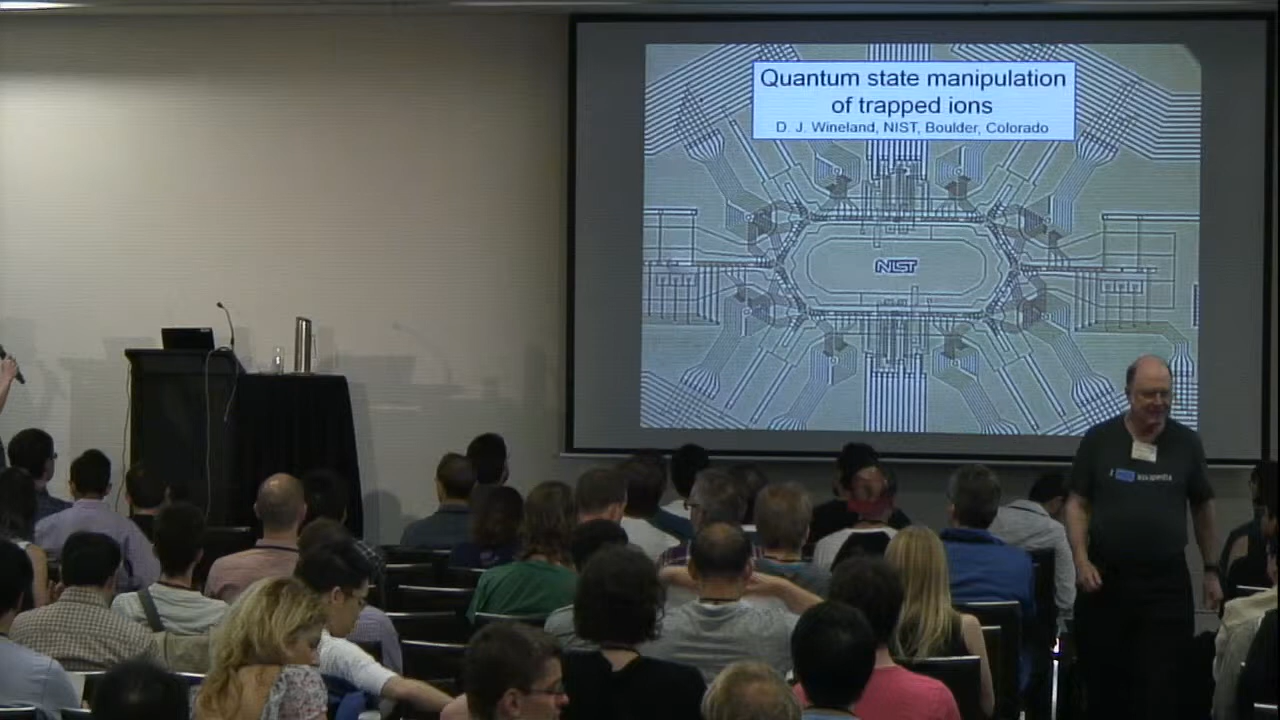 Quantum state manipulation
of trapped ions
D. J. Wineland, NIST, Boulder, Colorado
NIST